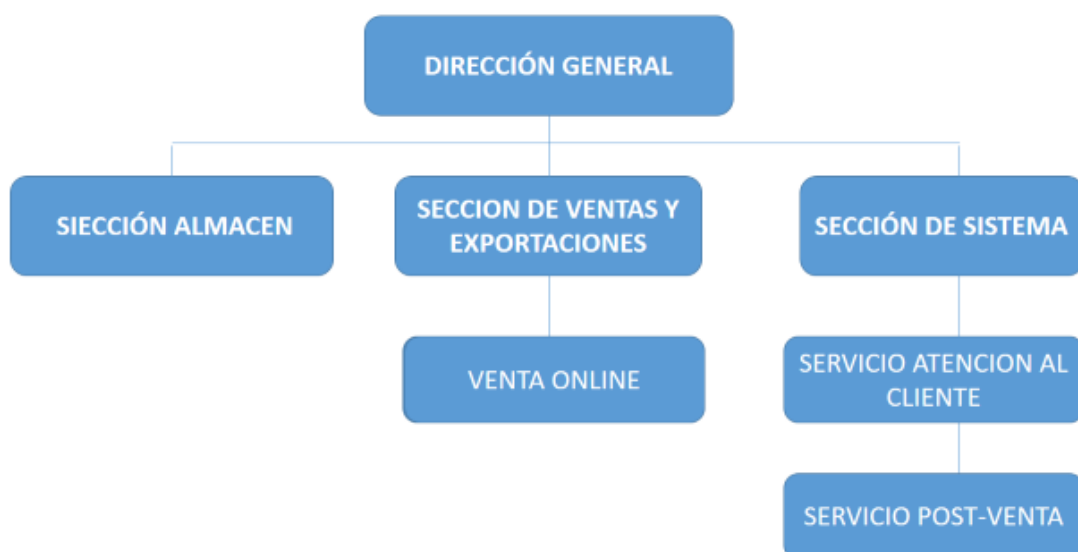 DIRECCIÓN GENERAL
SIECCIÓN ALMACEN
SECCION DE VENTAS Y
EXPORTACIONES
SECCIÓN DE SISTEMA
VENTA ONLINE
SERVICIO ATENCION AL
CLIENTE
SERVICIO POST-VENTA